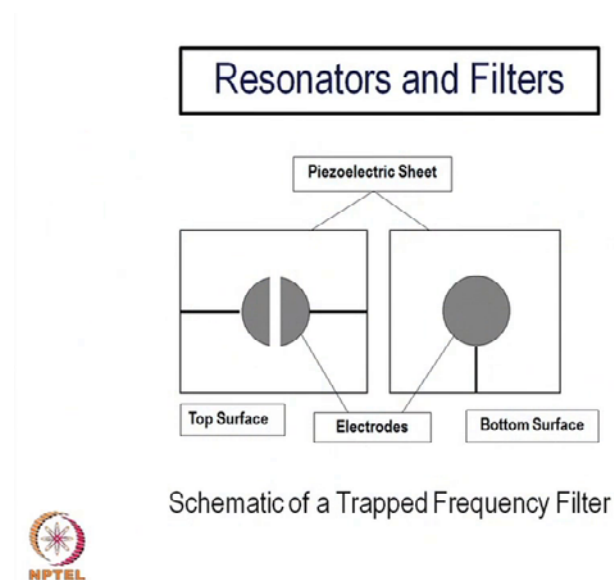 Resonators and Filters
Piezoelectric Sheet
Top Surface
Electrodes
Bottom Surface
Schematic of a Trapped Frequency Filter
NPTEL